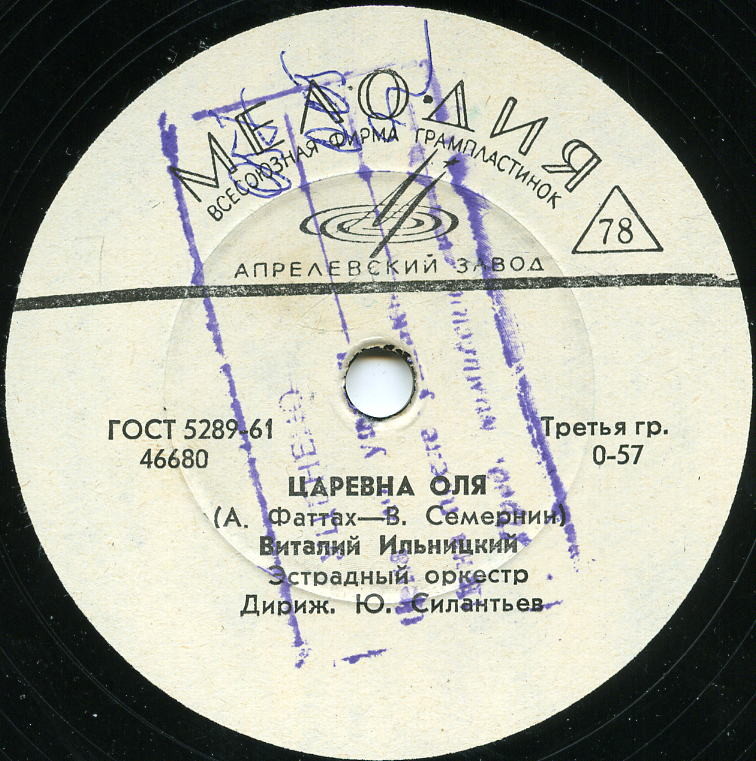 МЕЛОДИЯ
ВСЕСОЮЗНАЯ ФИРМА ГРАМПЛАСТИНОК
78
АПРЕЛЕВСКИЙ ЗАВОД
ГОСТ 5289-61
46680
Третья гр.
0-57
ЦАРЕВНА ОЛЯ
(А. Фаттах—В. Семернин)
Виталий Ильницкий
Эстрадный оркестр
Дириж. Ю. Силантьев
УЦЕНЕНО